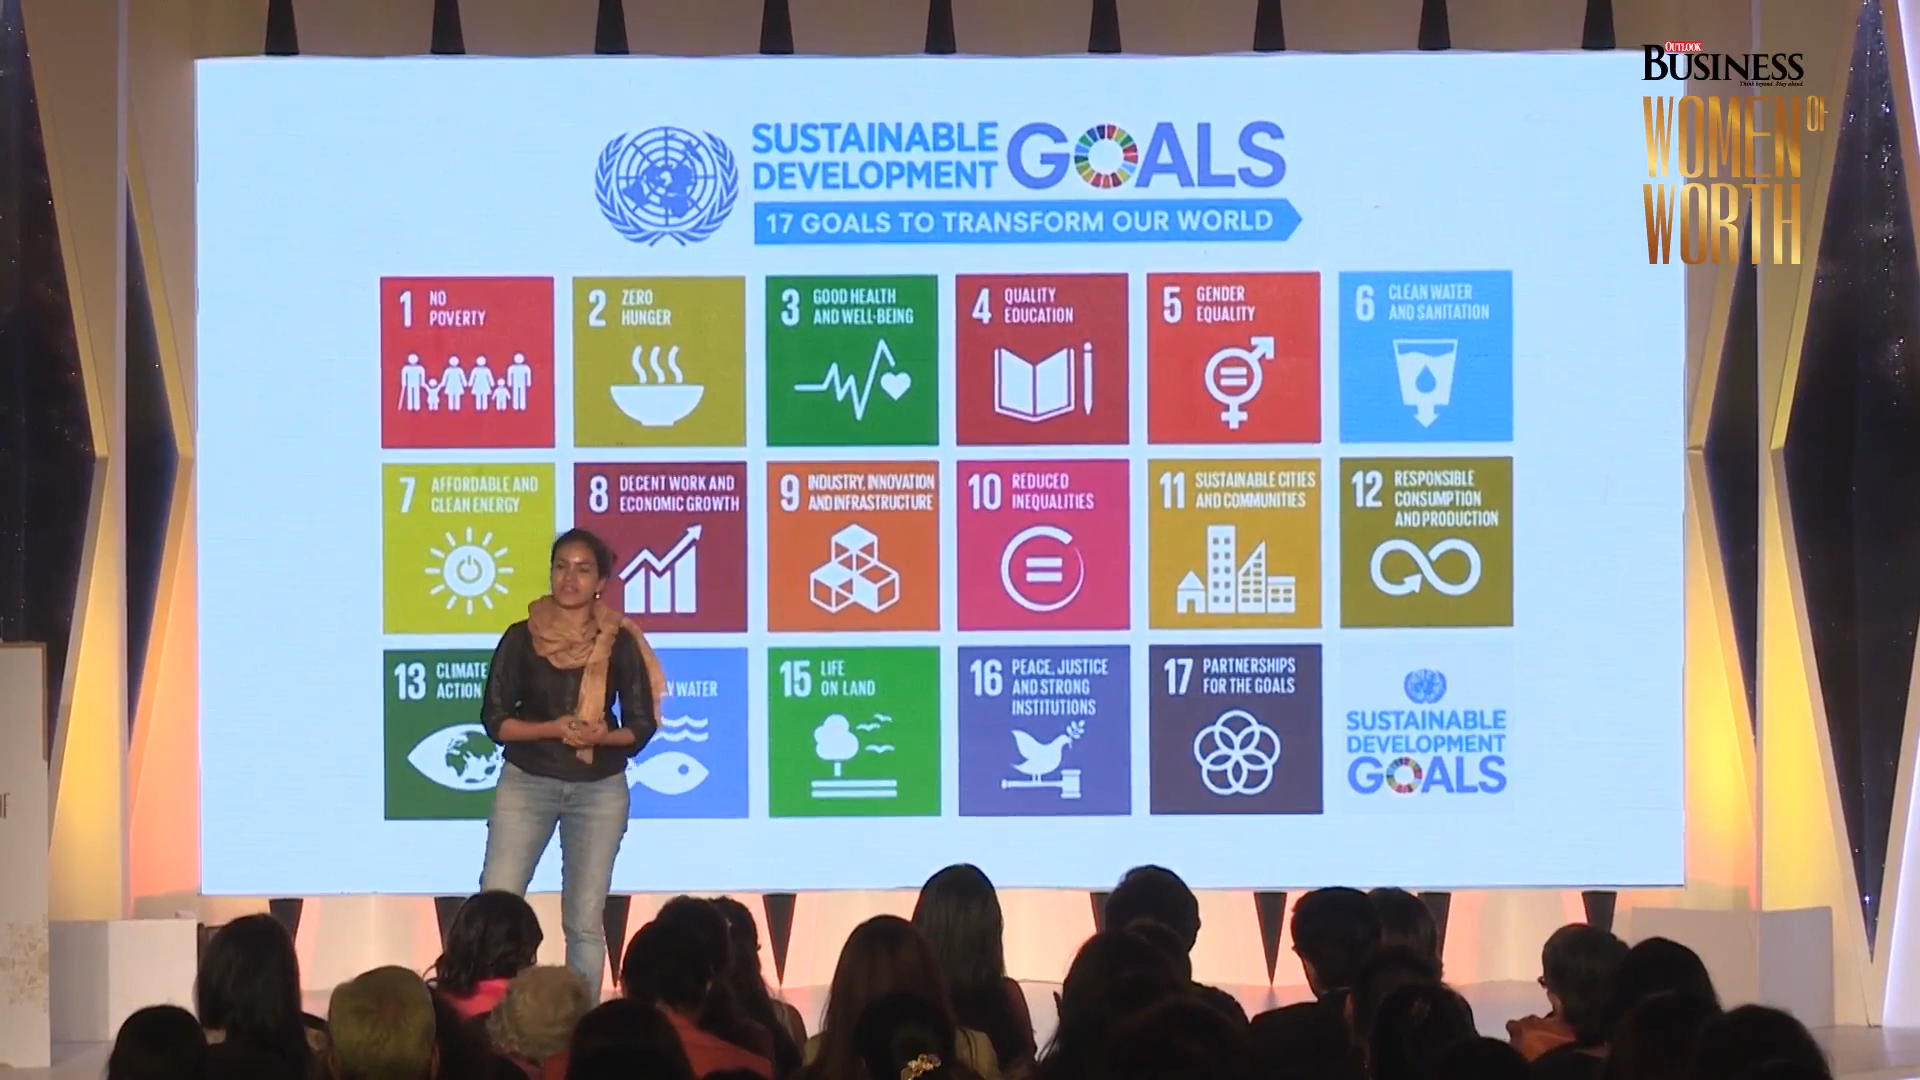 OUTLOOK
BUSINESS
Think beyond. Stay ahead.
WOMEN OF
WORTH
SUSTAINABLE
DEVELOPMENT
GOALS
17 GOALS TO TRANSFORM OUR WORLD
1 NO
POVERTY
2 ZERO
HUNGER
3 GOOD HEALTH
AND WELL-BEING
4 QUALITY
EDUCATION
5 GENDER
EQUALITY
6 CLEAN WATER
AND SANITATION
7 AFFORDABLE AND
CLEAN ENERGY
8 DECENT WORK AND
ECONOMIC GROWTH
9 INDUSTRY, INNOVATION
AND INFRASTRUCTURE
10 REDUCED
INEQUALITIES
11 SUSTAINABLE CITIES
AND COMMUNITIES
12 RESPONSIBLE
CONSUMPTION
AND PRODUCTION
13 CLIMATE
ACTION
WATER
15 LIFE
ON LAND
16 PEACE, JUSTICE
AND STRONG
INSTITUTIONS
17 PARTNERSHIPS
FOR THE GOALS
SUSTAINABLE
DEVELOPMENT
GOALS